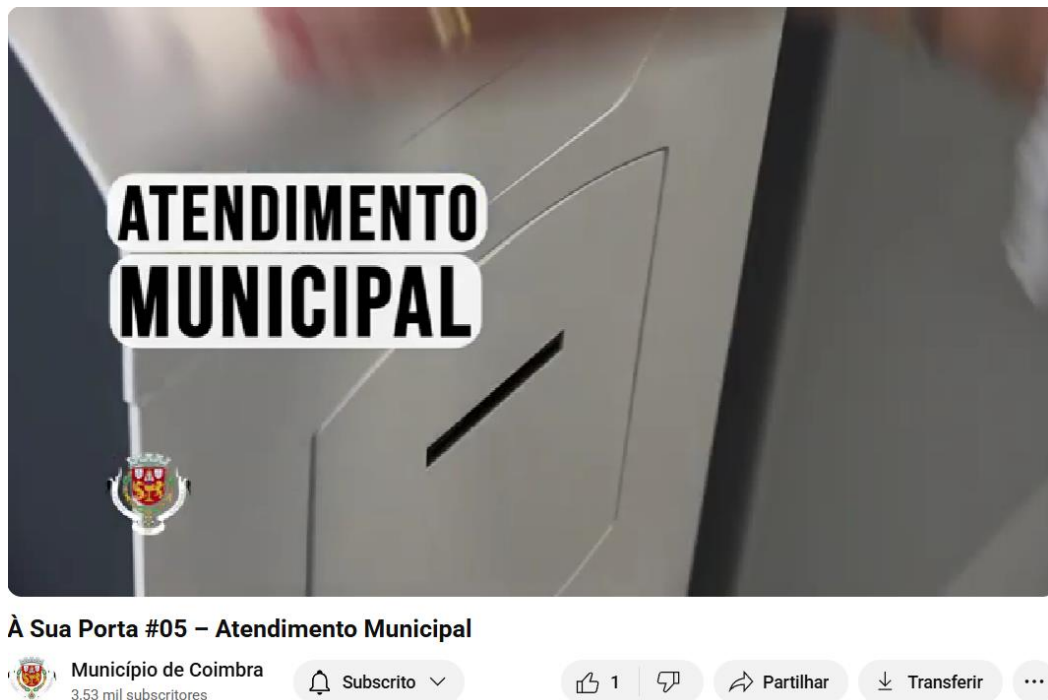 ATENDIMENTO
MUNICIPAL
À Sua Porta #05 – Atendimento Municipal
Município de Coimbra
3,53 mil subscritores
Subscrito
1
Partilhar
Transferir